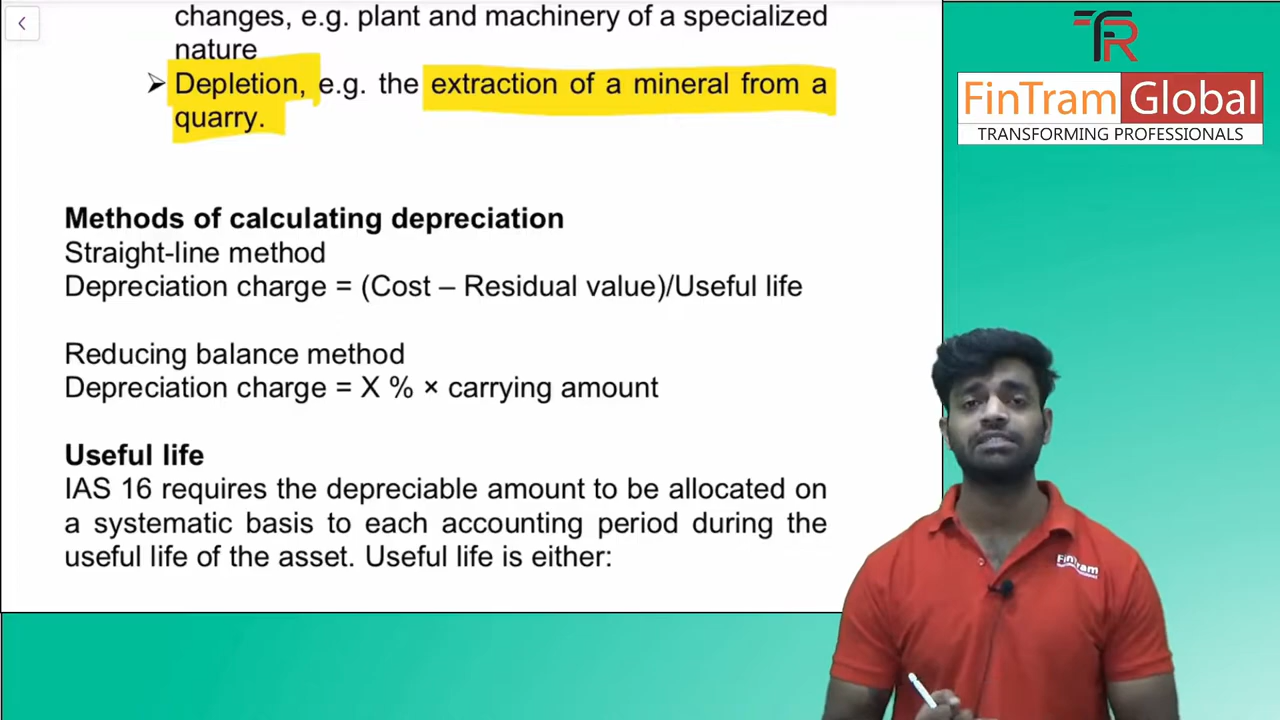 changes, e.g. plant and machinery of a specialized
nature
➢ Depletion, e.g. the extraction of a mineral from a
quarry.
Methods of calculating depreciation
Straight-line method
Depreciation charge = (Cost – Residual value)/Useful life
Reducing balance method
Depreciation charge = X % × carrying amount
Useful life
IAS 16 requires the depreciable amount to be allocated on
a systematic basis to each accounting period during the
useful life of the asset. Useful life is either:
TFR
FinTram Global
TRANSFORMING PROFESSIONALS
FinTram